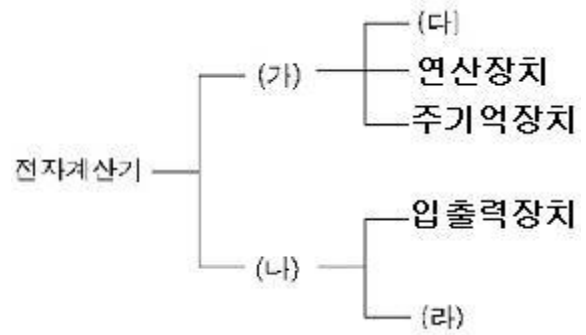 (다)
연산장치
(가)
주기억장치
전자계산기
입출력장치
(나)
(라)